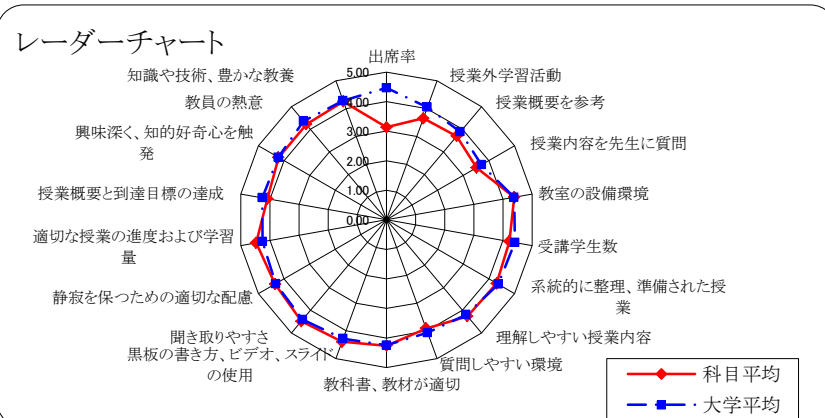 レーダーチャート
出席率
授業外学習活動
授業概要を参考
授業内容を先生に質問
教室の設備環境
受講学生数
系統的に整理、準備された授
業
理解しやすい授業内容
質問しやすい環境
教科書、教材が適切
黒板の書き方、ビデオ、スライド
の使用
聞き取りやすさ
静寂を保つための適切な配慮
適切な授業の進度および学習
量
授業概要と到達目標の達成
興味深く、知的好奇心を触
発
教員の熱意
知識や技術、豊かな教養
5.00
4.00
3.00
2.00
1.00
0.00
科目平均
大学平均